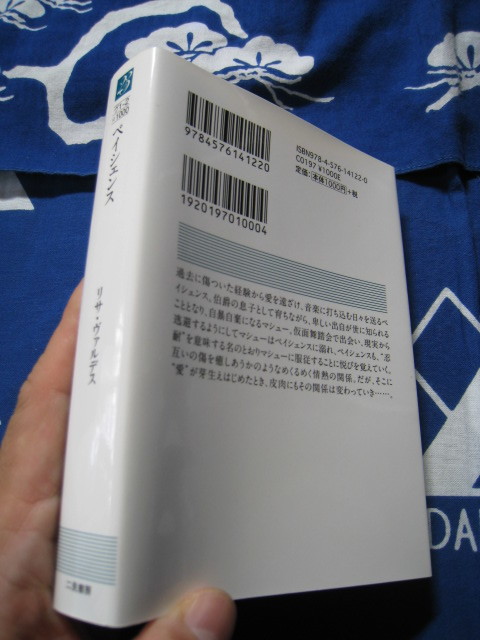 ペイシェンス
リサ・ヴァルデス
二見書房
9784576141220
1920197010004
ISBN978-4-576-14122-0
C0197 ¥1000E
定価:本体1000円+税
過去に傷ついた経験から愛を遠ざけ、音楽に打ち込む日々を送るペ
イシェンス。伯爵の息子として育ちながら、卑しい出自が世に知られる
こととなり、自暴自棄になるマシュー。仮面舞踏会で出会い、現実から
逃避するようにしてマシューはペイシェンスに溺れ、ペイシェンスも、“忍
耐”を意味する名のとおりマシューに服従することに悦びを覚えていく。
互いの傷を癒しあうかのようなめくるめく情熱の関係。だが、そこに
“愛”が芽生えはじめたとき、皮肉にもその関係は変わっていき……。
DA